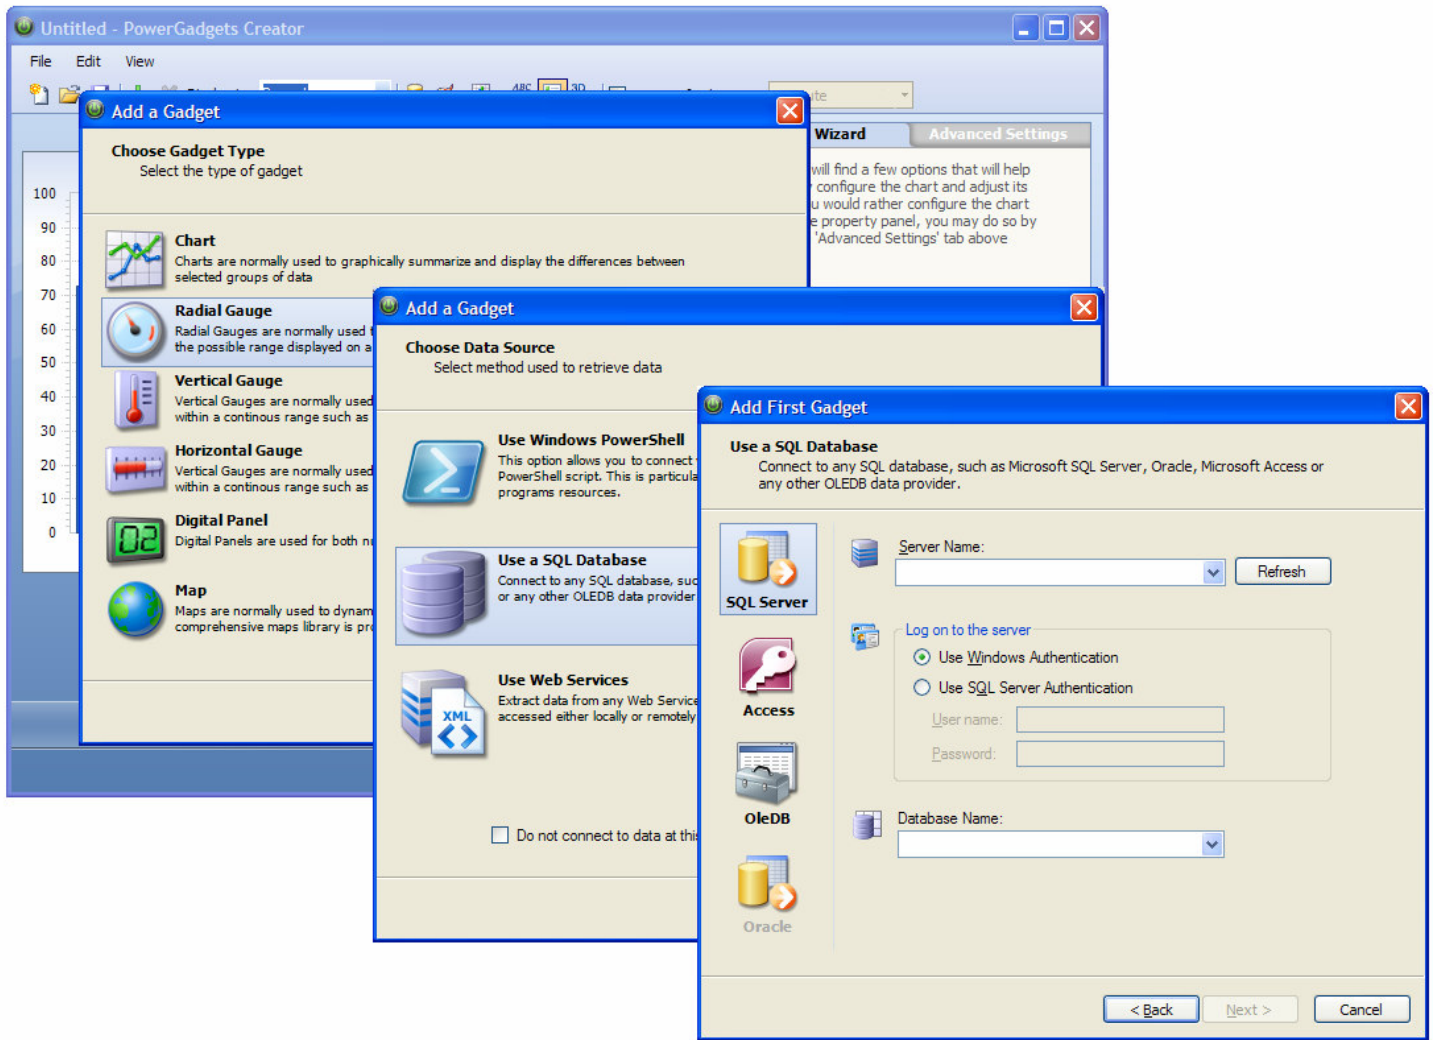 Untitled - PowerGadgets Creator
File Edit View
Add a Gadget
Choose Gadget Type
Select the type of gadget
Wizard
Advanced Settings
will find a few options that will help
configure the chart and adjust its
would rather configure the chart
property panel, you may do so by
'Advanced Settings' tab above
100
90
80
70
60
50
40
30
20
10
0
Chart
Charts are normally used to graphically summarize and display the differences between
selected groups of data
Radial Gauge
Radial Gauges are normally used
the possible range displayed on a
Vertical Gauge
Vertical Gauges are normally used
within a continous range such as
Horizontal Gauge
Vertical Gauges are normally used
within a continous range such as
Digital Panel
Digital Panels are used for both
02
Map
Maps are normally used to
comprehensive maps library is
Add a Gadget
Choose Data Source
Select method used to retrieve data
Use Windows PowerShell
This option allows you to connect
PowerShell script. This is
programs resources.
Use a SQL Database
Connect to any SQL database,
or any other OLEDB data provider
Use Web Services
Extract data from any Web
accessed either locally or remotely
XML
Do not connect to data at
Add First Gadget
Use a SQL Database
Connect to any SQL database, such as Microsoft SQL Server, Oracle, Microsoft Access or
any other OLEDB data provider.
SQL Server
Access
OleDB
Oracle
Server Name:
Refresh
Log on to the server
Use Windows Authentication
Use SQL Server Authentication
User name:
Password:
Database Name:
< Back
Next >
Cancel